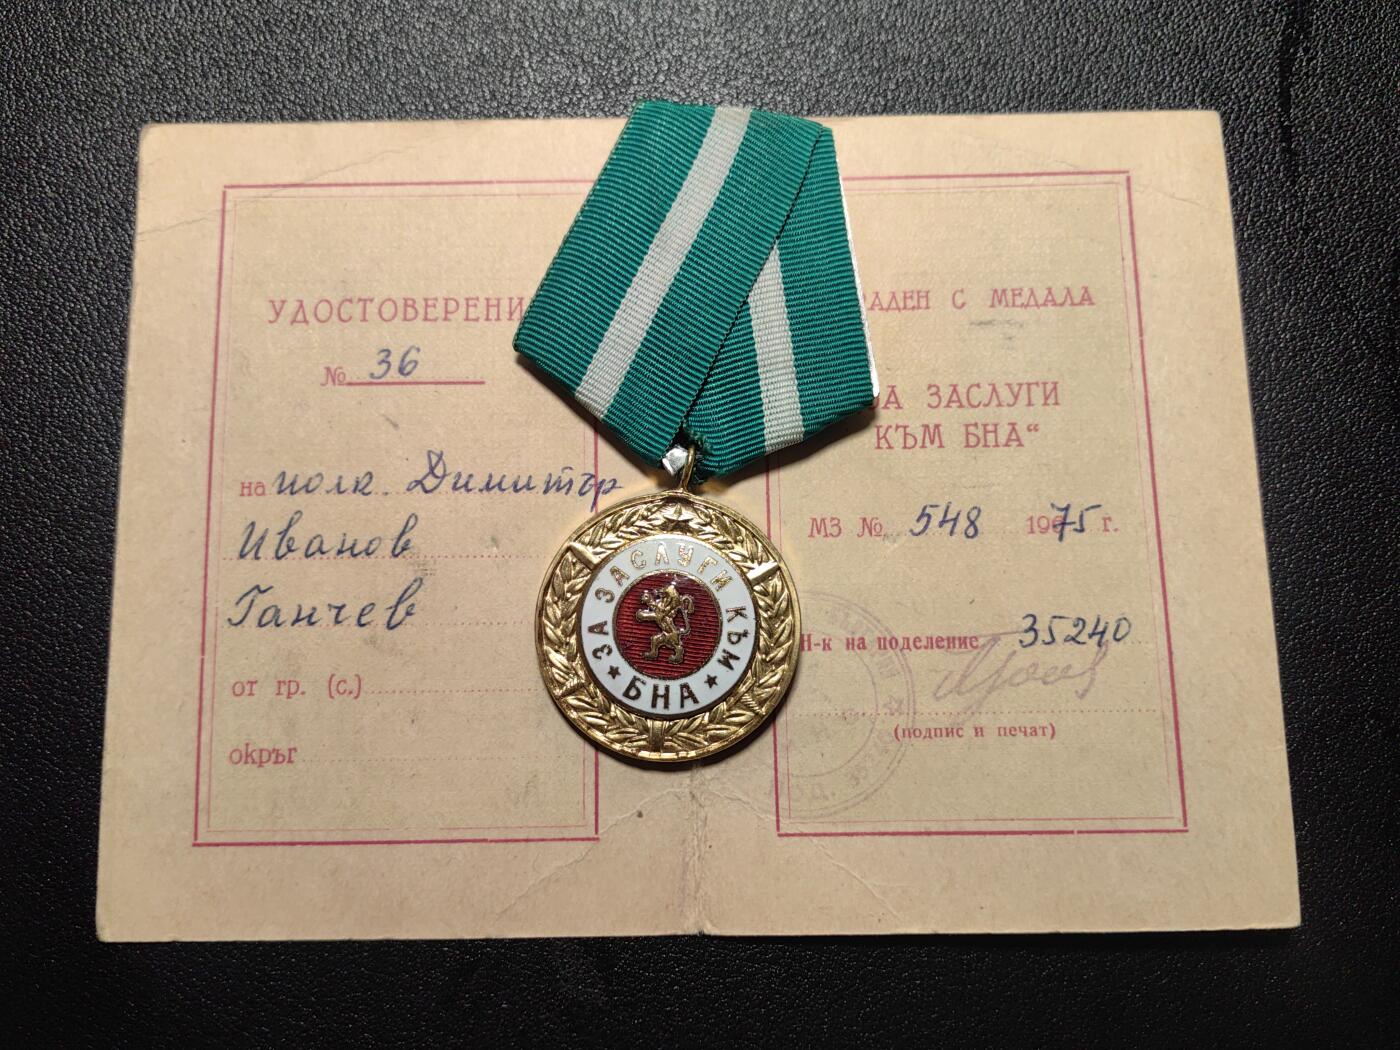 УДОСТОВЕРЕНИ
№ 36
на полк. Димитър
Иванов
Ганчев
от гр. (с.)
окръг
АДЕН С МЕДАЛА
ЗА ЗАСЛУГИ
КЪМ БНА“
МЗ № 548 1975 г.
Н-к на поделение 35240
(подпис и печат)
ЗА ЗАСЛУГИ КЪМ
БНА